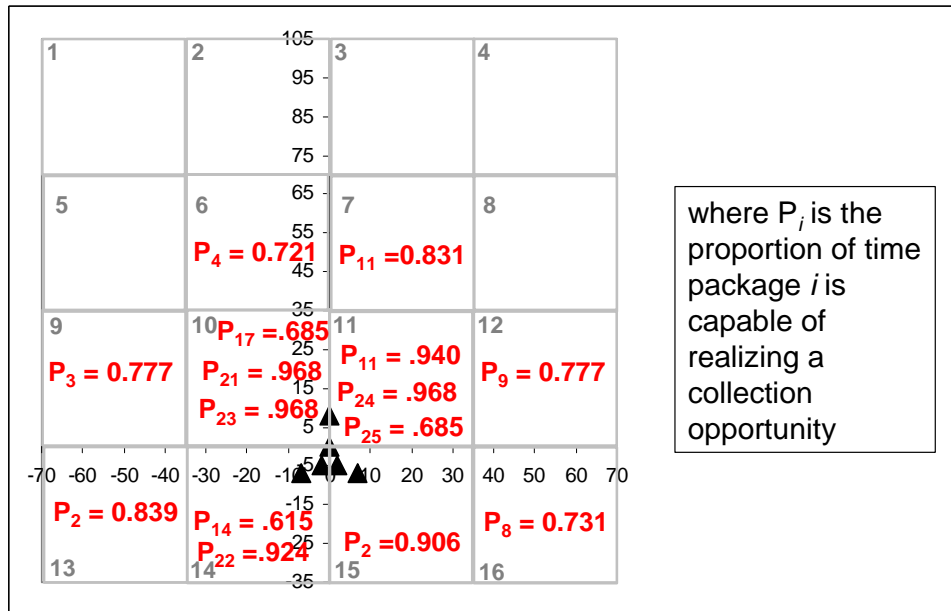 105
1 2 3 4
95
85
75
5 6 7 8
65
55
P4 = 0.721 P11 =0.831
45
35
9 10 11 12
P17 = .685
25
P11 = .940
P3 = 0.777 P21 = .968 P9 = 0.777
15
P24 = .968
P23 = .968
5
P25 = .685
-70 -60 -50 -40 -30 -20 -10 0 10 20 30 40 50 60 70
-5
-15
P2 = 0.839 P14 = .615 P8 = 0.731
-25
P22 = .924 P2 =0.906
13 14 15 16
-35
where Pi is the
proportion of time
package i is
capable of
realizing a
collection
opportunity